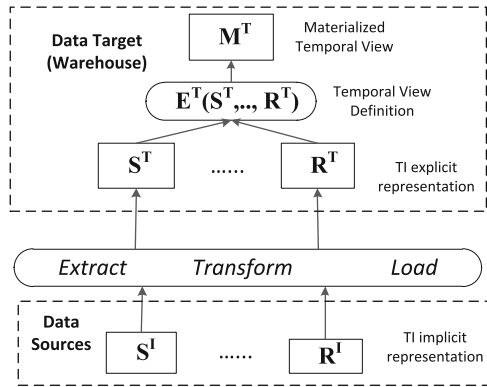 Data Target
(Warehouse)
M^T
Materialized
Temporal View
E^T(S^T,.., R^T)
Temporal View
Definition
S^T
......
R^T
TI explicit
representation
Extract Transform Load
Data
Sources
S^I
......
R^I
TI implicit
representation